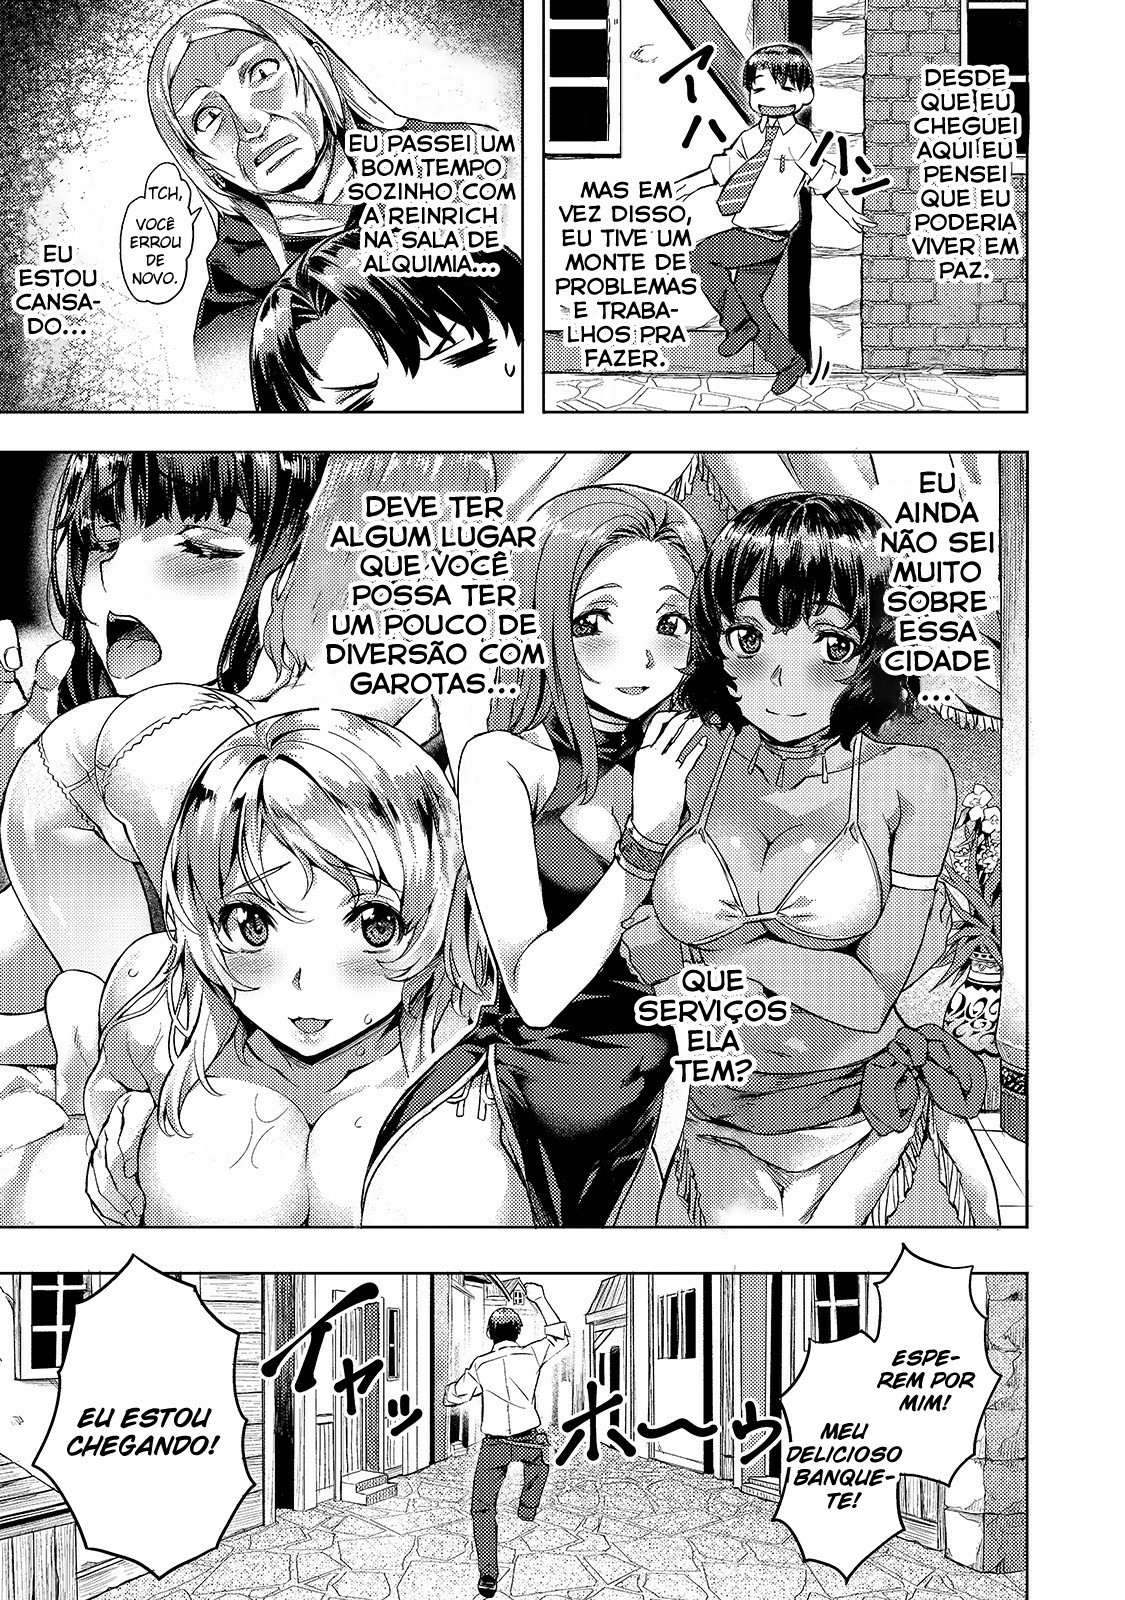 DESDE
QUE EU
CHEGUEI
AQUI EU
PENSEI
QUE EU
PODERIA
VIVER EM
PAZ.
アハハ
ハン
MAS EM
VEZ DISSO,
EU TIVE UM
MONTE DE
PROBLEMAS
E TRABA-
LHOS PRA
FAZER.
EU PASSEI UM
BOM TEMPO
SOZINHO COM
A REINRICH
NA SALA DE
ALQUIMIA...
TCH,
VOCÊ
ERROU
DE
NOVO.
EU
ESTOU
CANSA-
DO...
EU
AINDA
NÃO SEI
MUITO
SOBRE
ESSA
CIDADE
...
DEVE TER
ALGUM LUGAR
QUE VOCÊ
POSSA TER
UM POUCO DE
DIVERSÃO COM
GAROTAS...
QUE
SERVIÇOS
ELA
TEM?
ESPE-
REM POR
MIM!
MEU
DELICIOSO
BANQUE-
TE!
イヤッ
ホ〜ウ
EU ESTOU
CHEGANDO!